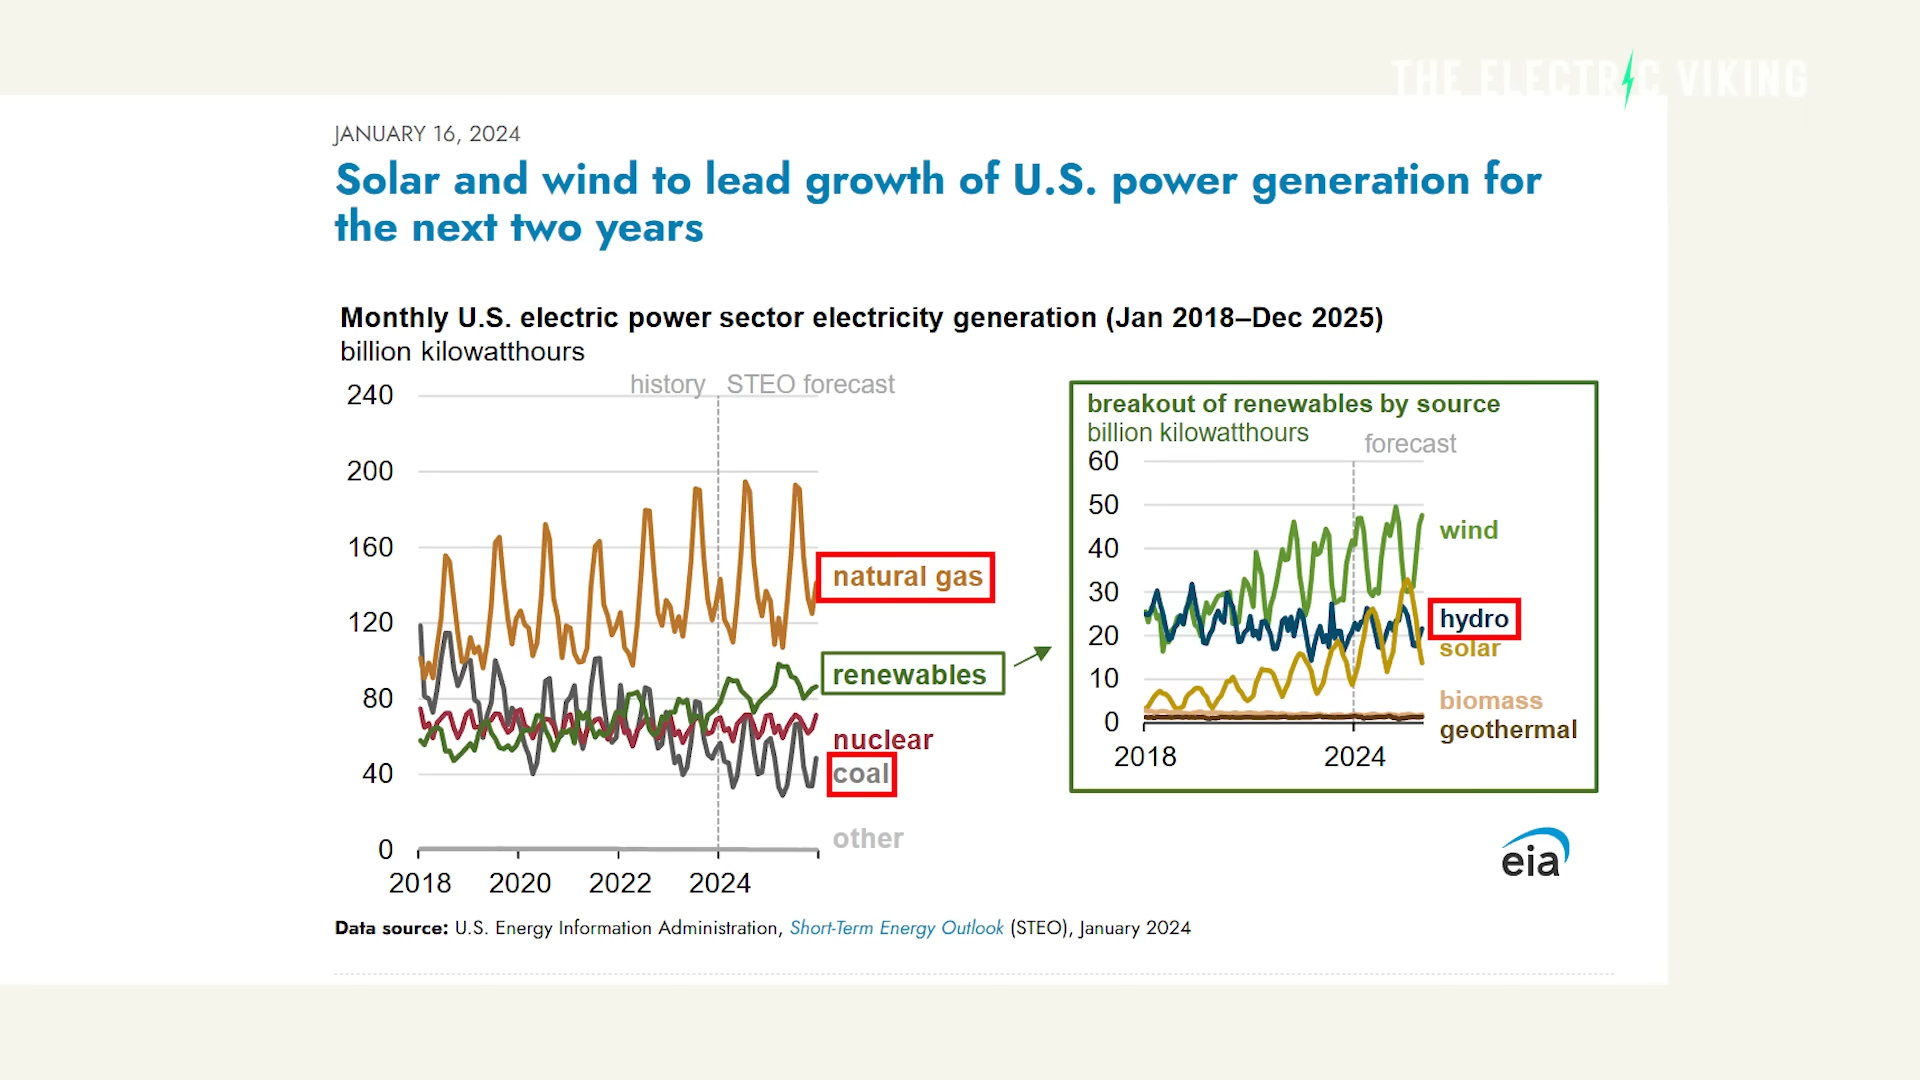 THE ELECTRIC VIKING
JANUARY 16, 2024
Solar and wind to lead growth of U.S. power generation for
the next two years
Monthly U.S. electric power sector electricity generation (Jan 2018–Dec 2025)
billion kilowatthours
history STEO forecast
240
200
160
120
80
40
0
2018 2020 2022 2024
natural gas
renewables
nuclear
coal
other
breakout of renewables by source
billion kilowatthours
forecast
60
50
40
30
20
10
0
2018 2024
wind
hydro
solar
biomass
geothermal
eia
Data source: U.S. Energy Information Administration, Short-Term Energy Outlook (STEO), January 2024